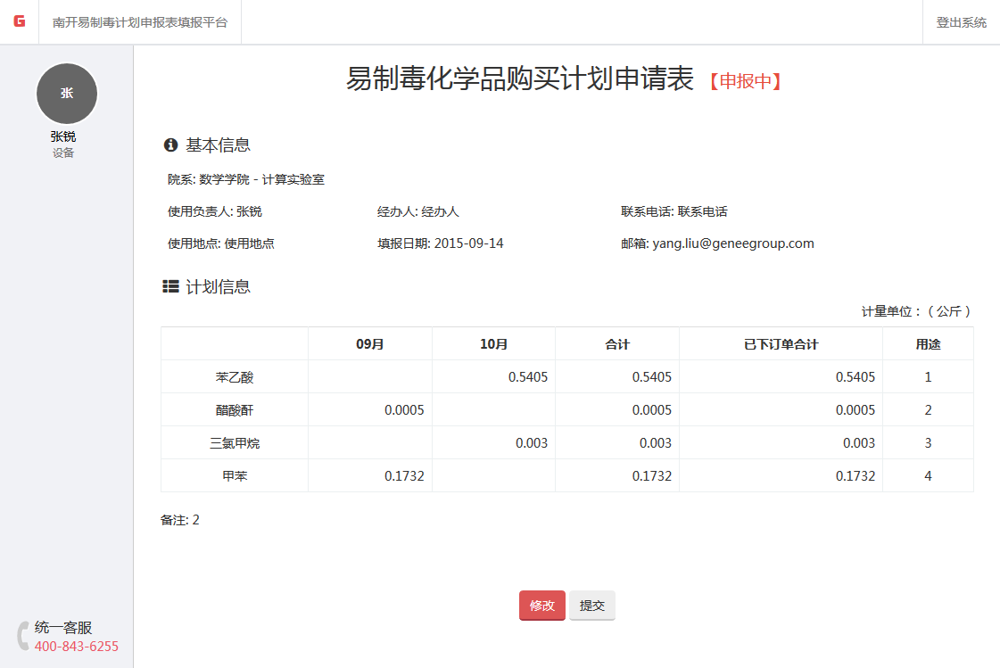 G 南开易制毒计划申报表填报平台 登出系统
张
张锐
设备
易制毒化学品购买计划申请表 【申报中】
基本信息
院系: 数学学院 - 计算实验室
使用负责人: 张锐 经办人: 经办人 联系电话: 联系电话
使用地点: 使用地点 填报日期: 2015-09-14 邮箱: yang.liu@geneegroup.com
计划信息
计量单位：( 公斤 )
09月 10月 合计 已下订单合计 用途
苯乙酸 0.5405 0.5405 0.5405 1
醋酸酐 0.0005 0.0005 0.0005 2
三氯甲烷 0.003 0.003 0.003 3
甲苯 0.1732 0.1732 0.1732 4
备注: 2
修改 提交
统一客服
400-843-6255